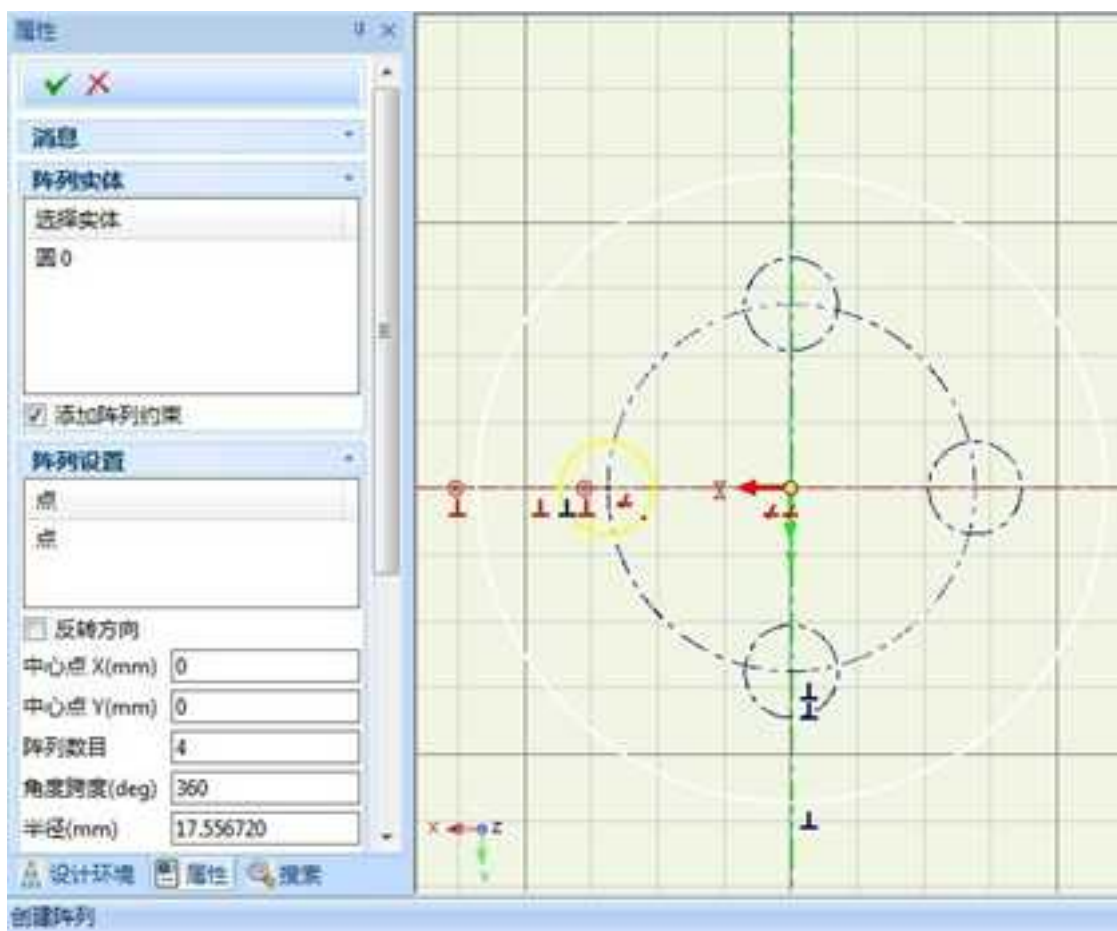 属性
消息
阵列实体
选择实体
圆 0
添加阵列约束
阵列设置
点
点
反转方向
中心点 X(mm) 0
中心点 Y(mm) 0
阵列数目 4
角度跨度(deg) 360
半径(mm) 17.556720
设计环境 属性 搜索
创建阵列
X
X Z
Y